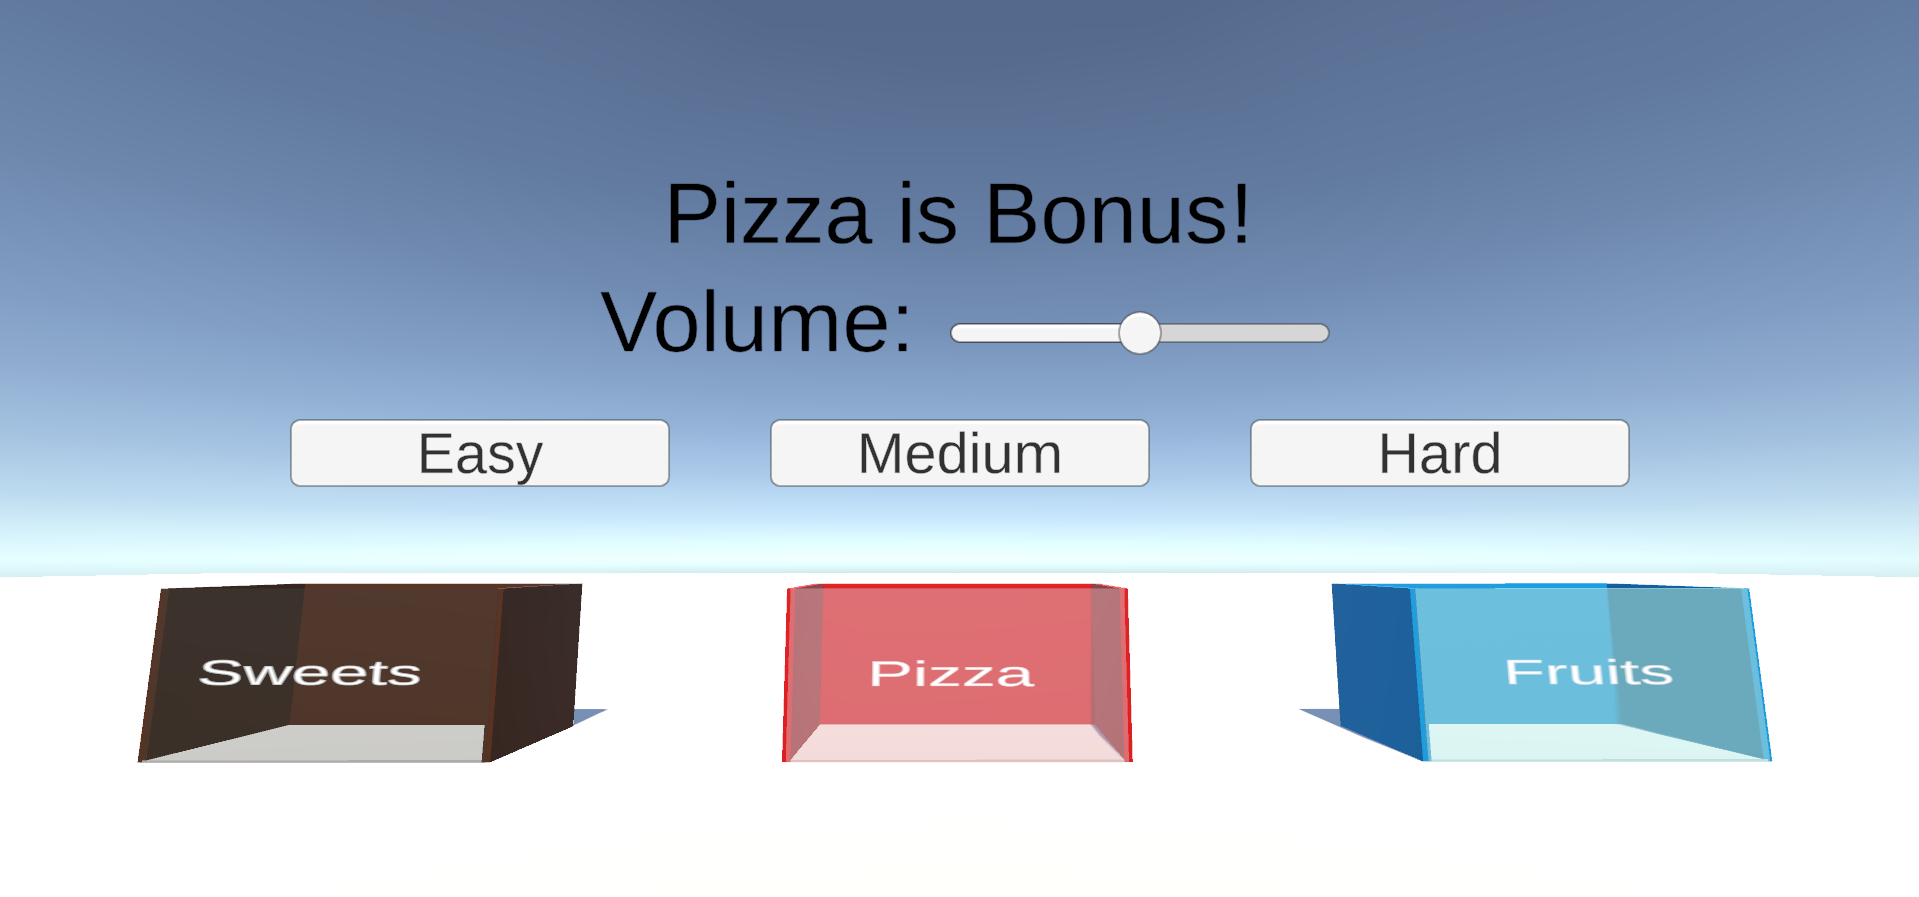 Pizza is Bonus!
Volume:
Easy
Medium
Hard
Sweets
Pizza
Fruits